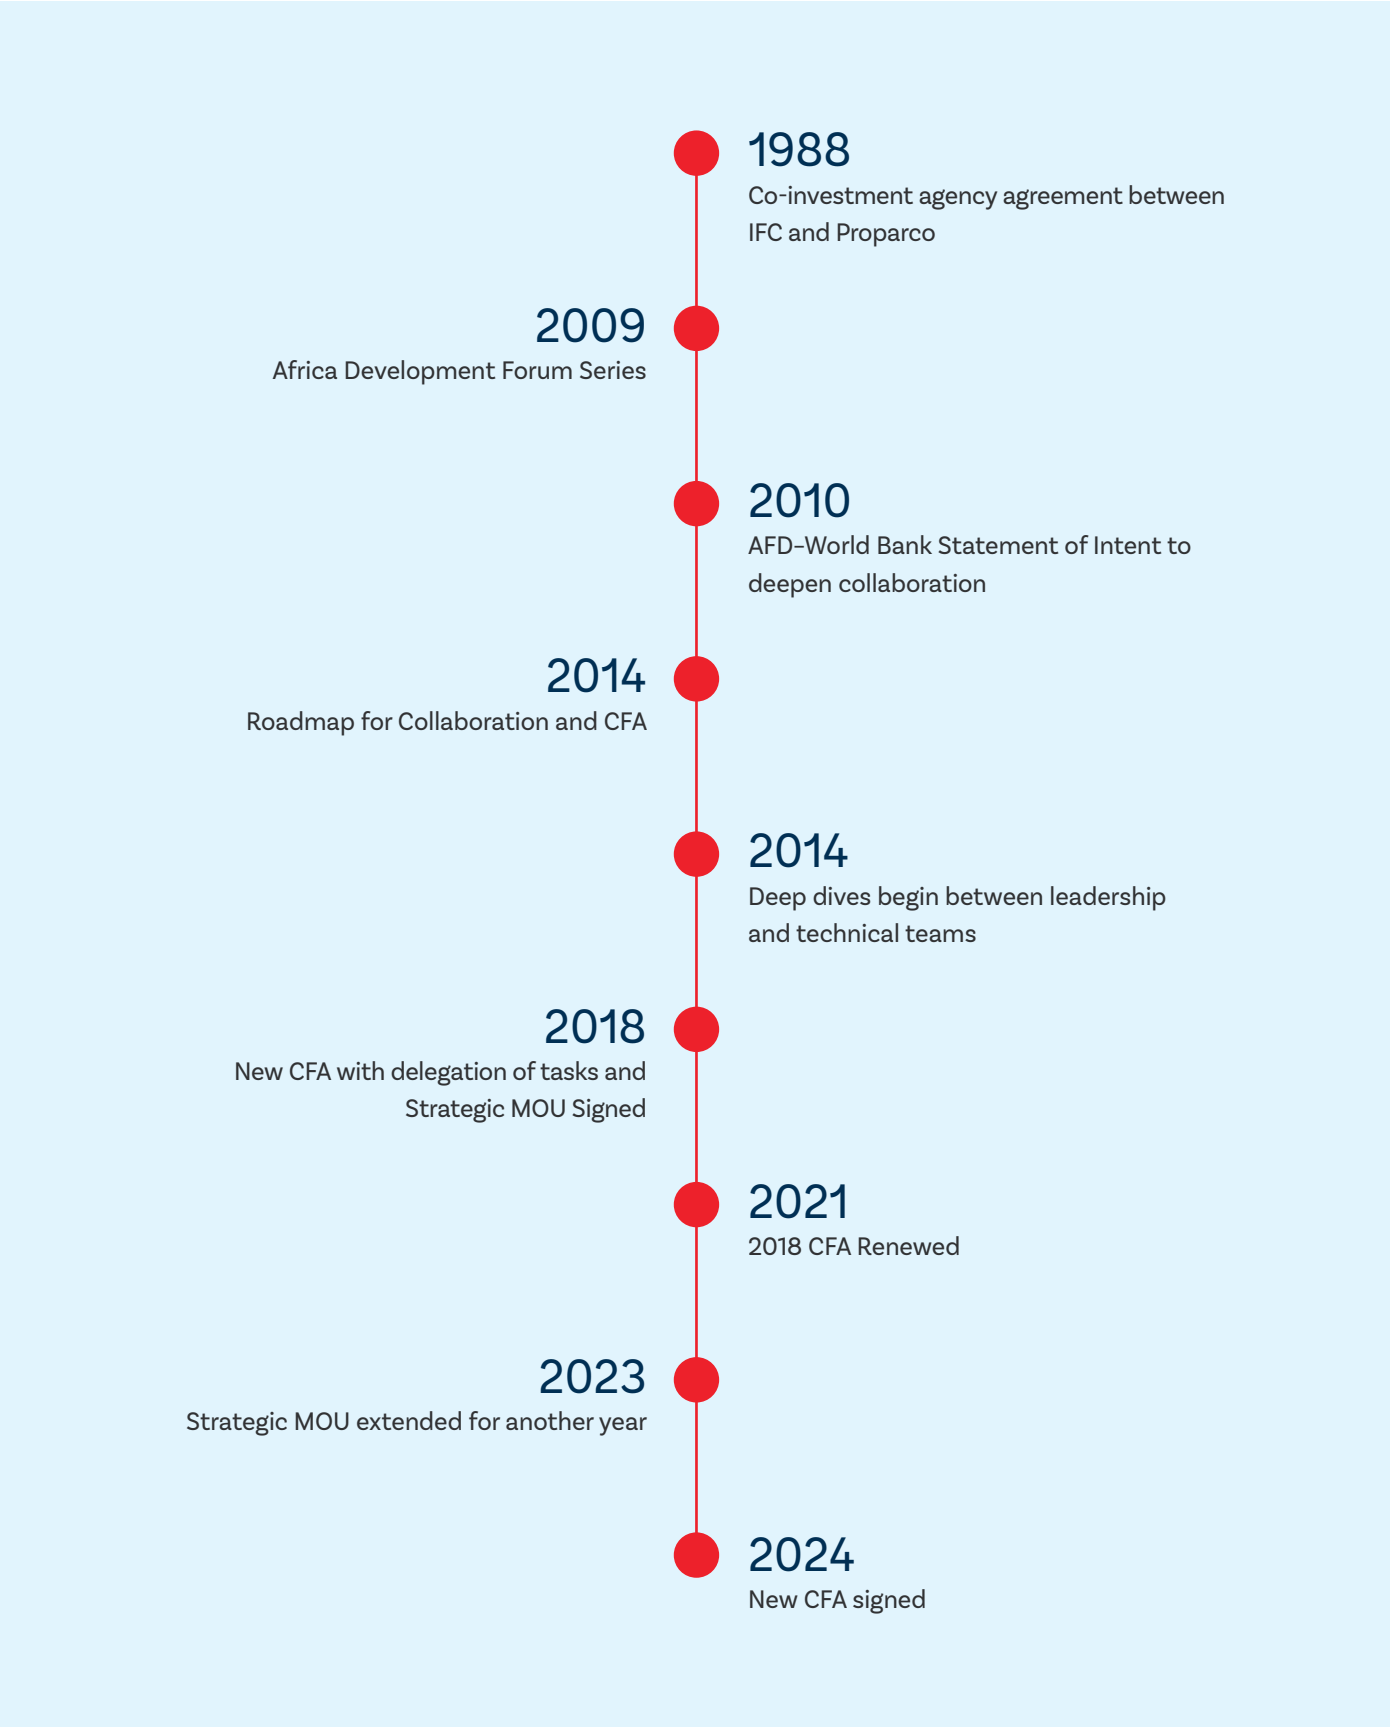 1988
Co-investment agency agreement between
IFC and Proparco
2009
Africa Development Forum Series
2010
AFD–World Bank Statement of Intent to
deepen collaboration
2014
Roadmap for Collaboration and CFA
2014
Deep dives begin between leadership
and technical teams
2018
New CFA with delegation of tasks and
Strategic MOU Signed
2021
2018 CFA Renewed
2023
Strategic MOU extended for another year
2024
New CFA signed